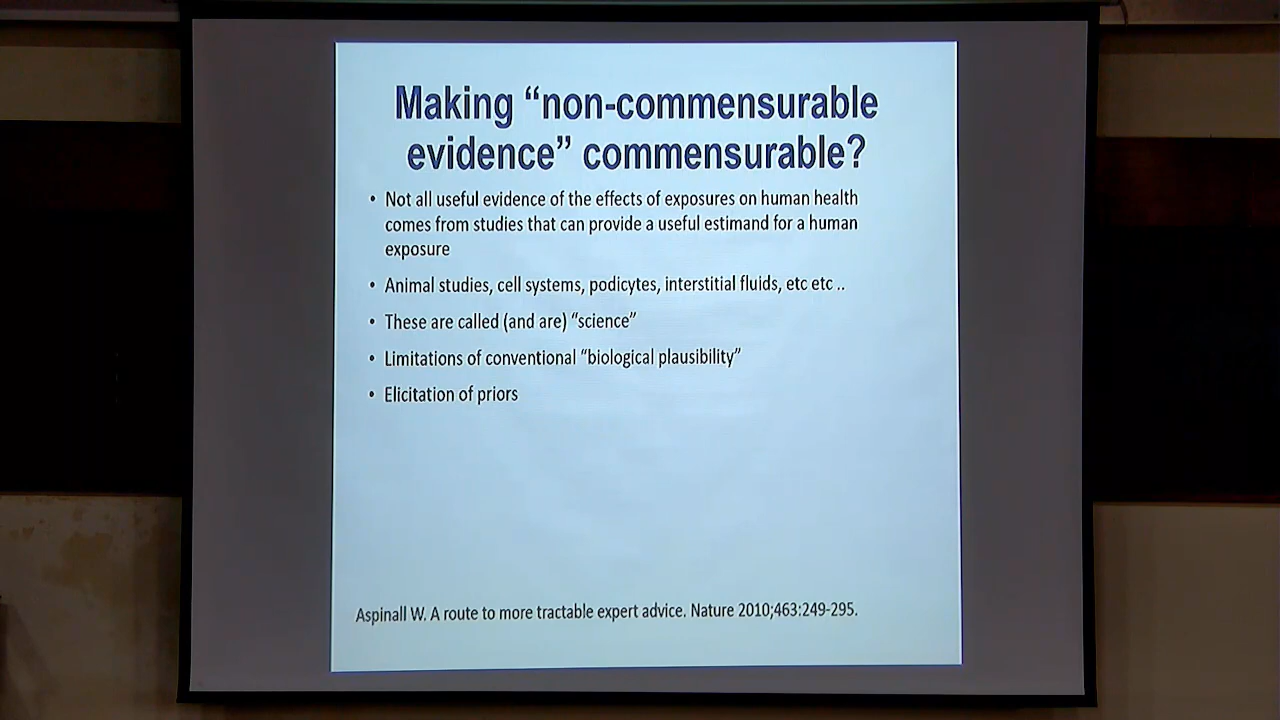 Making “non-commensurable
evidence” commensurable?
• Not all useful evidence of the effects of exposures on human health
comes from studies that can provide a useful estimand for a human
exposure
• Animal studies, cell systems, podicytes, interstitial fluids, etc etc ..
• These are called (and are) “science”
• Limitations of conventional “biological plausibility”
• Elicitation of priors
Aspinall W. A route to more tractable expert advice. Nature 2010;463:249-295.